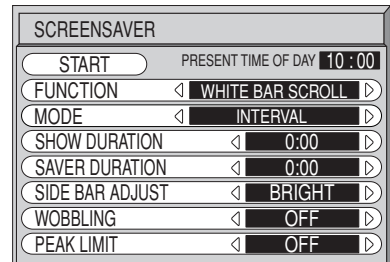 SCREENSAVER
START PRESENT TIME OF DAY 10 : 00
FUNCTION WHITE BAR SCROLL
MODE INTERVAL
SHOW DURATION 0:00
SAVER DURATION 0:00
SIDE BAR ADJUST BRIGHT
WOBBLING OFF
PEAK LIMIT OFF